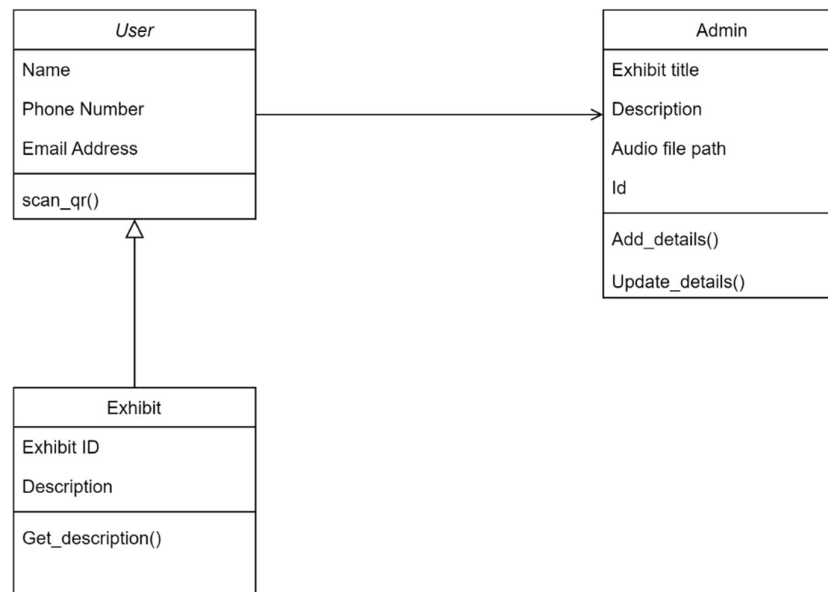 User
Name
Phone Number
Email Address
scan_qr()
Admin
Exhibit title
Description
Audio file path
Id
Add_details()
Update_details()
Exhibit
Exhibit ID
Description
Get_description()